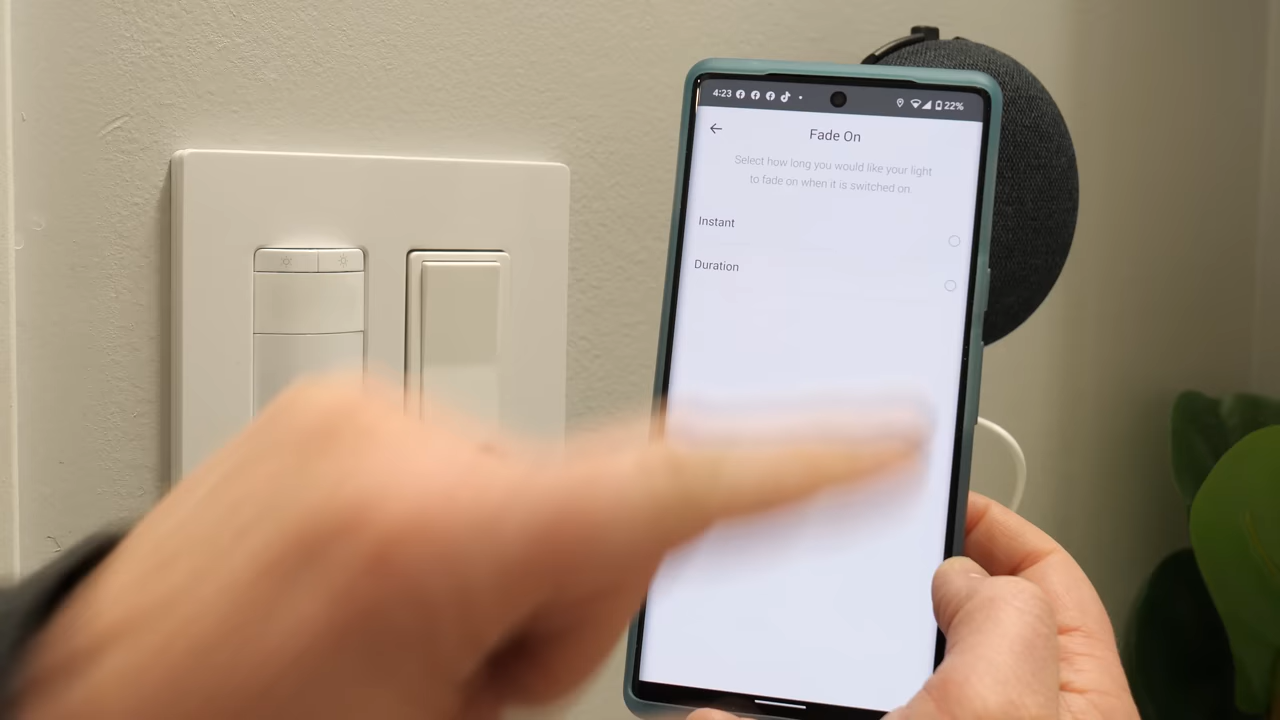 4:23
22%
Fade On
Select how long you would like your light
to fade on when it is switched on
Instant
Duration